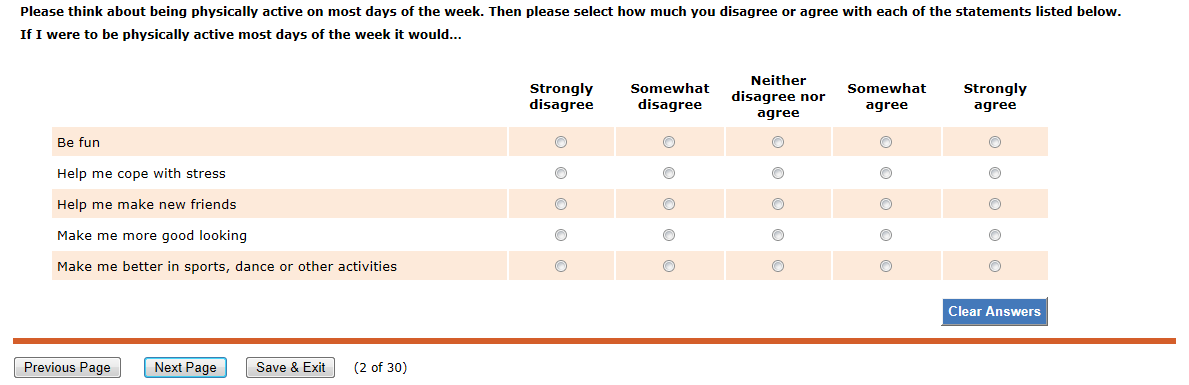 Please think about being physically active on most days of the week. Then please select how much you disagree or agree with each of the statements listed below.
If I were to be physically active most days of the week it would...
Strongly disagree
Somewhat disagree
Neither disagree nor agree
Somewhat agree
Strongly agree
Be fun
Help me cope with stress
Help me make new friends
Make me more good looking
Make me better in sports, dance or other activities
Clear Answers
Previous Page Next Page Save & Exit (2 of 30)